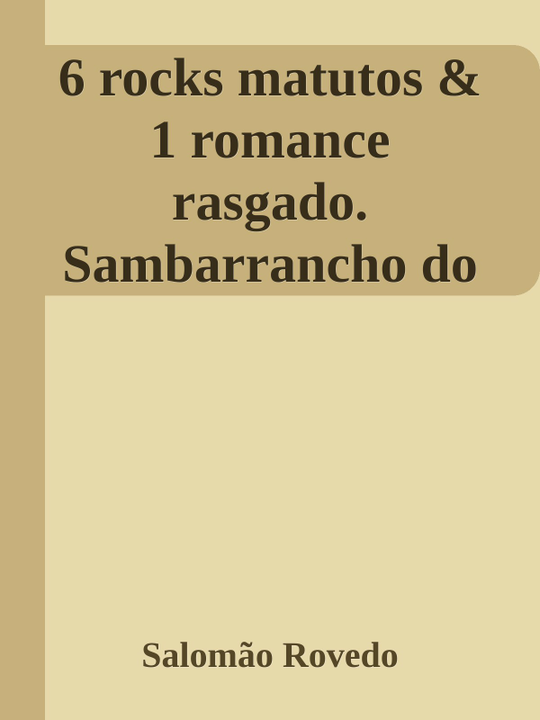 6 rocks matutos &
1 romance
rasgado.
Sambarrancho do
Salomão Rovedo